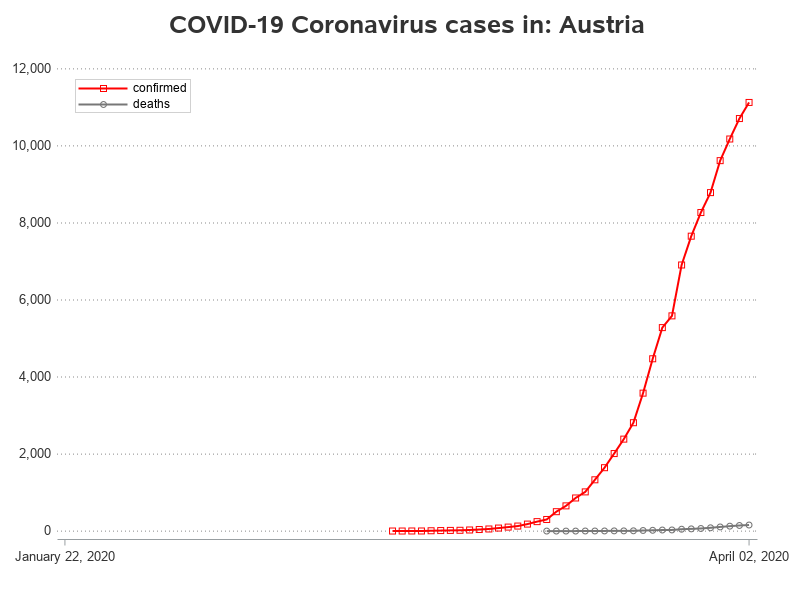 COVID-19 Coronavirus cases in: Austria
12,000
confirmed
deaths
10,000
8,000
6,000
4,000
2,000
0
January 22, 2020
April 02, 2020